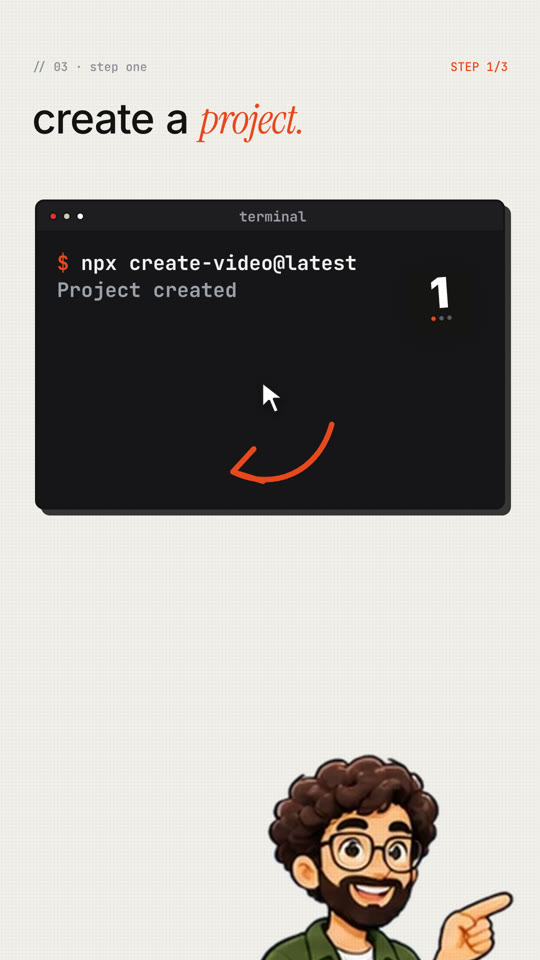 // 03 · step one
STEP 1/3
create a project.
terminal
$ npx create-video@latest
Project created
1